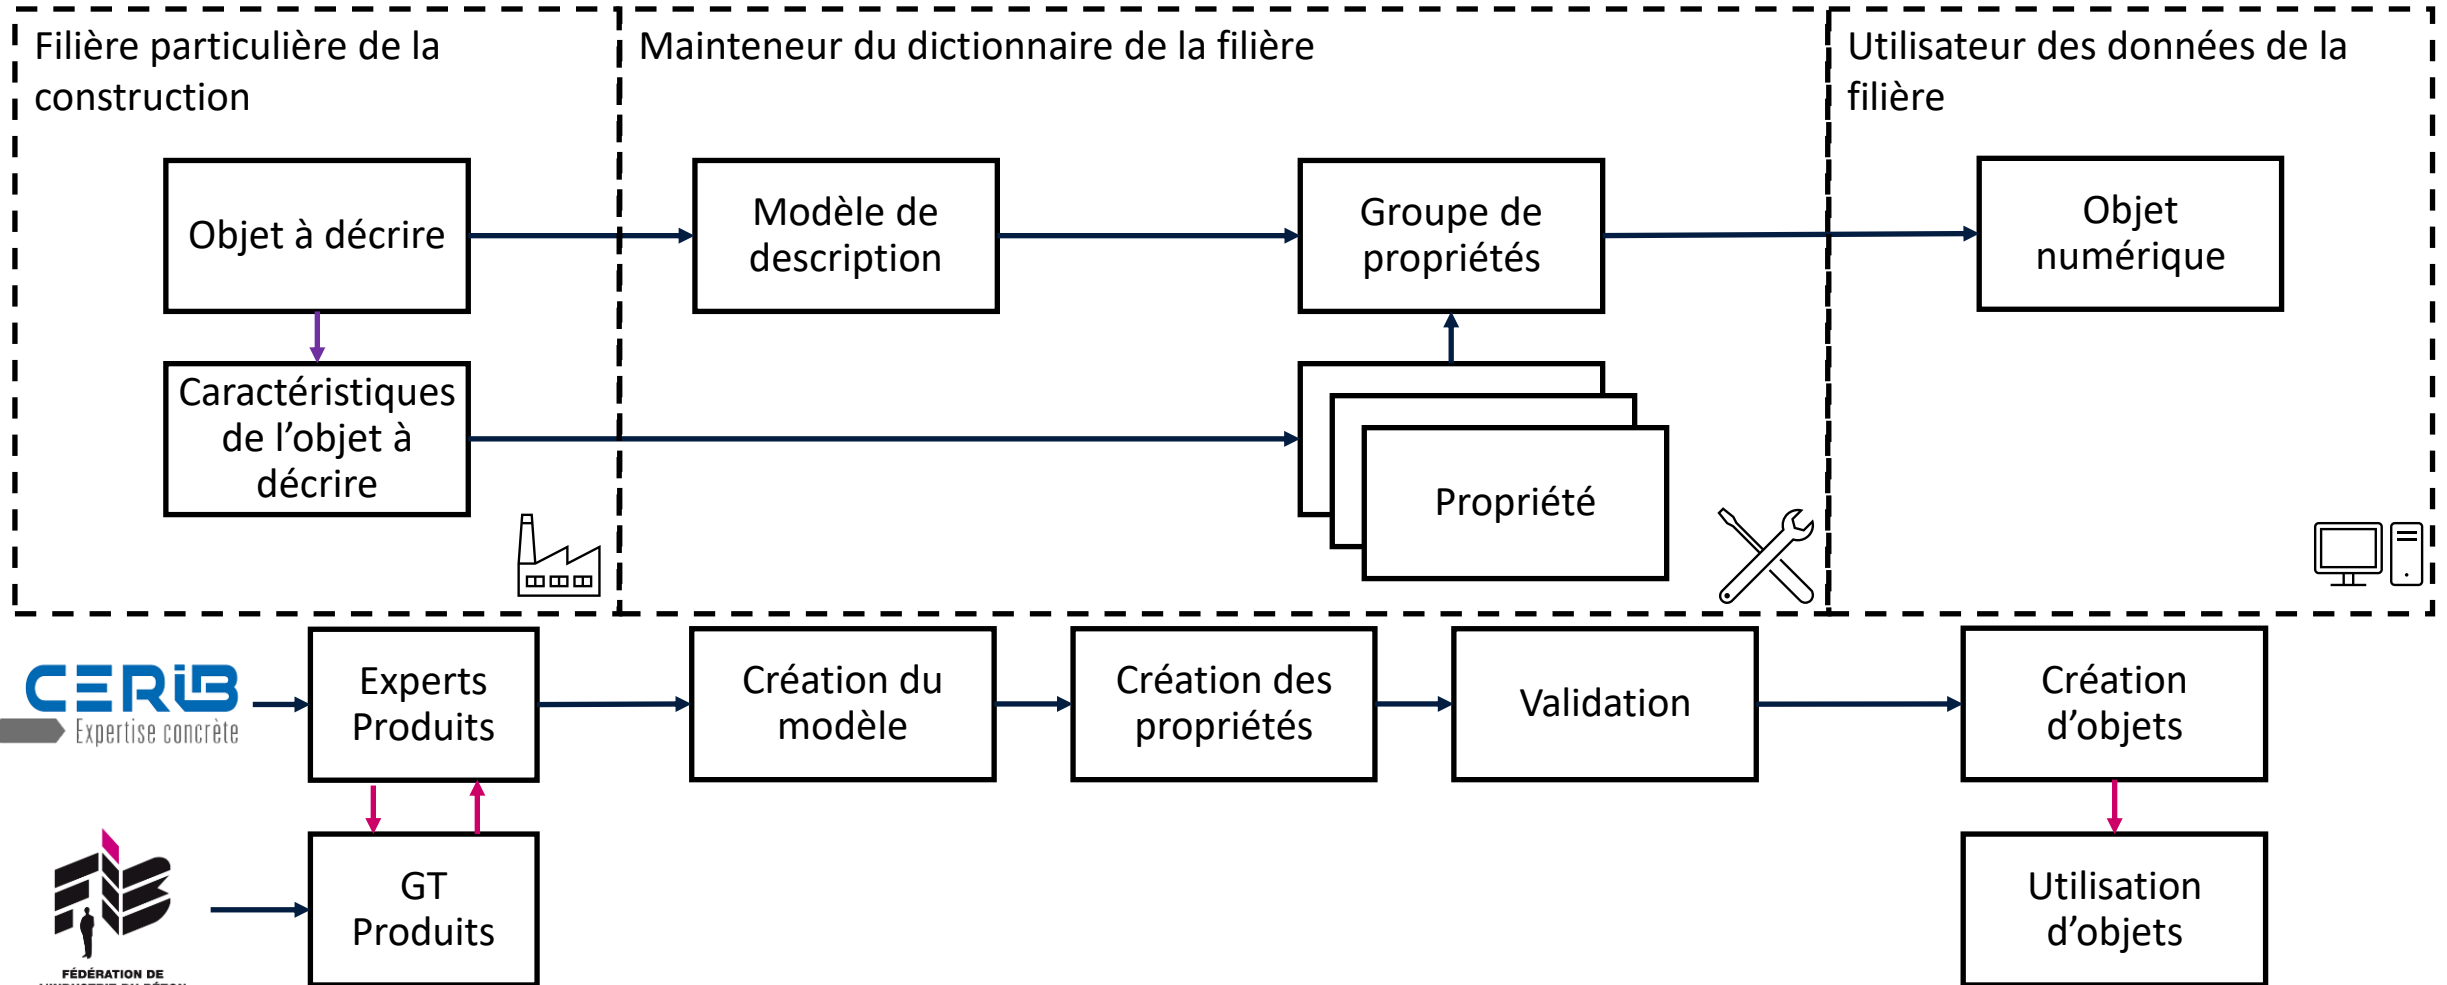 Filière particulière de la
construction
Mainteneur du dictionnaire de la filière
Utilisateur des données de la
filière
Objet à décrire
Modèle de
description
Groupe de
propriétés
Objet
numérique
Caractéristiques
de l'objet à
décrire
Propriété
CERIB
Expertise concrète
Experts
Produits
Création du
modèle
Création des
propriétés
Validation
Création
d'objets
FIB
GT
Produits
Utilisation
d'objets
FÉDÉRATION DE